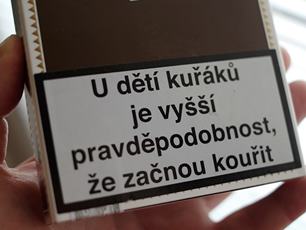 U dětí kuřáků
je vyšší
pravděpodobnost,
že začnou kouřit